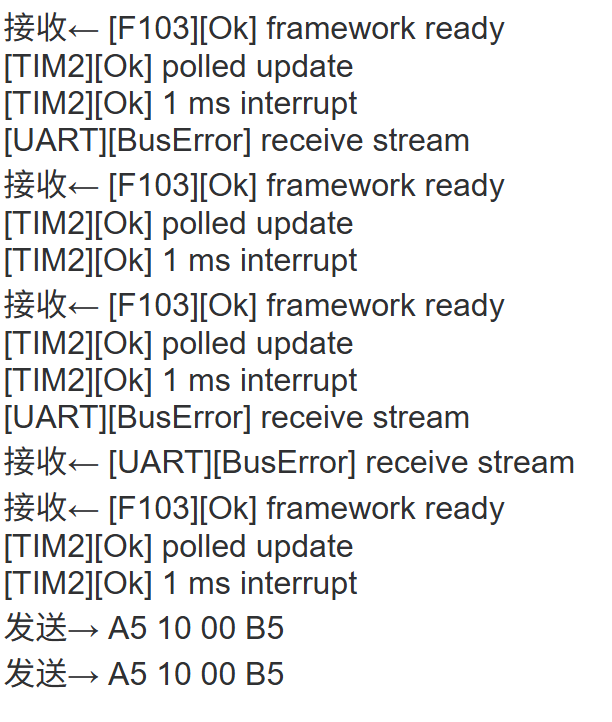 接收← [F103][Ok] framework ready
[TIM2][Ok] polled update
[TIM2][Ok] 1 ms interrupt
[UART][BusError] receive stream
接收← [F103][Ok] framework ready
[TIM2][Ok] polled update
[TIM2][Ok] 1 ms interrupt
接收← [F103][Ok] framework ready
[TIM2][Ok] polled update
[TIM2][Ok] 1 ms interrupt
[UART][BusError] receive stream
接收← [UART][BusError] receive stream
接收← [F103][Ok] framework ready
[TIM2][Ok] polled update
[TIM2][Ok] 1 ms interrupt
发送→ A5 10 00 B5
发送→ A5 10 00 B5